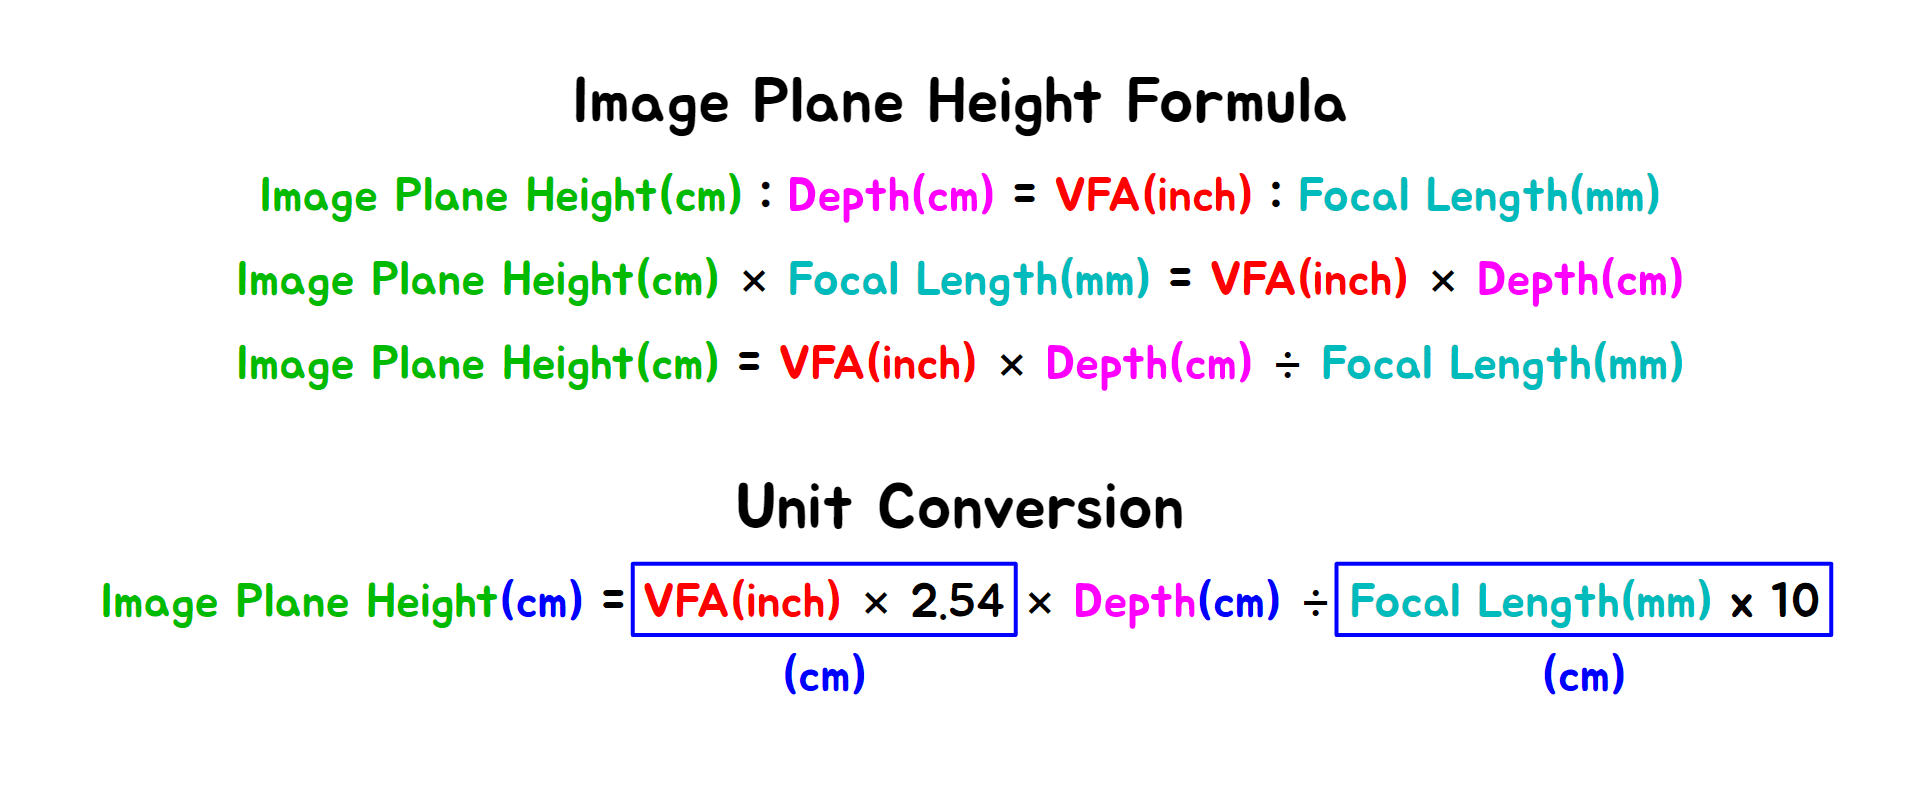 Image Plane Height Formula
Image Plane Height(cm) : Depth(cm) = VFA(inch) : Focal Length(mm)
Image Plane Height(cm) × Focal Length(mm) = VFA(inch) × Depth(cm)
Image Plane Height(cm) = VFA(inch) × Depth(cm) ÷ Focal Length(mm)
Unit Conversion
Image Plane Height(cm) = VFA(inch) × 2.54 × Depth(cm) ÷ Focal Length(mm) x 10
(cm) (cm)